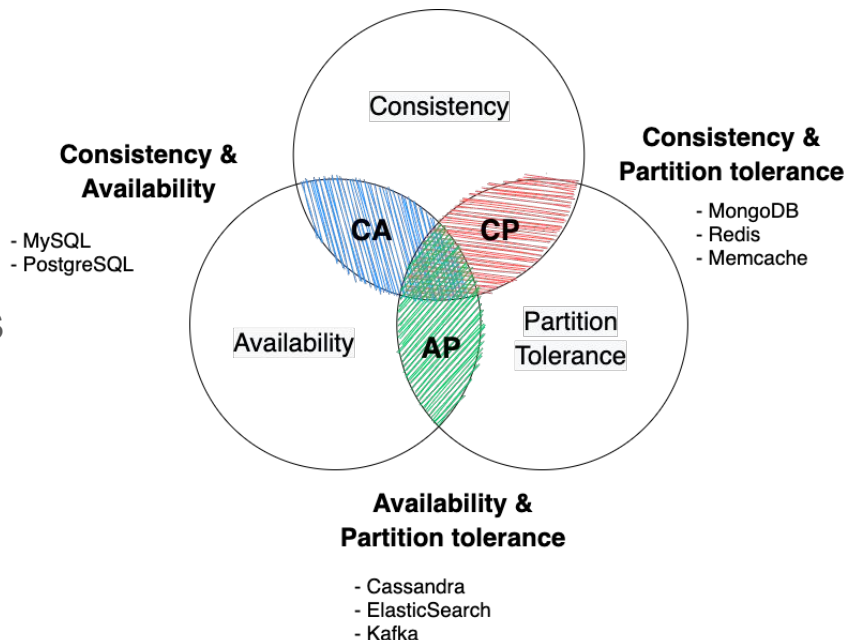 Consistency
Consistency &
Availability
- MySQL
- PostgreSQL
Consistency &
Partition tolerance
- MongoDB
- Redis
- Memcache
CA
CP
Availability
Partition
Tolerance
AP
Availability &
Partition tolerance
- Cassandra
- ElasticSearch
- Kafka